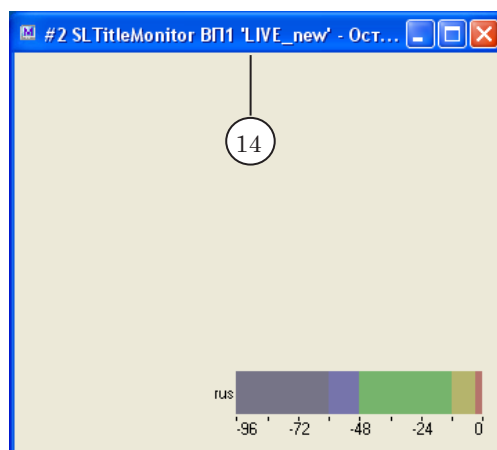 #2 SLTitleMonitor ВП1 'LIVE_new' - Ост...
14
rus
-96 -72 -48 -24 0